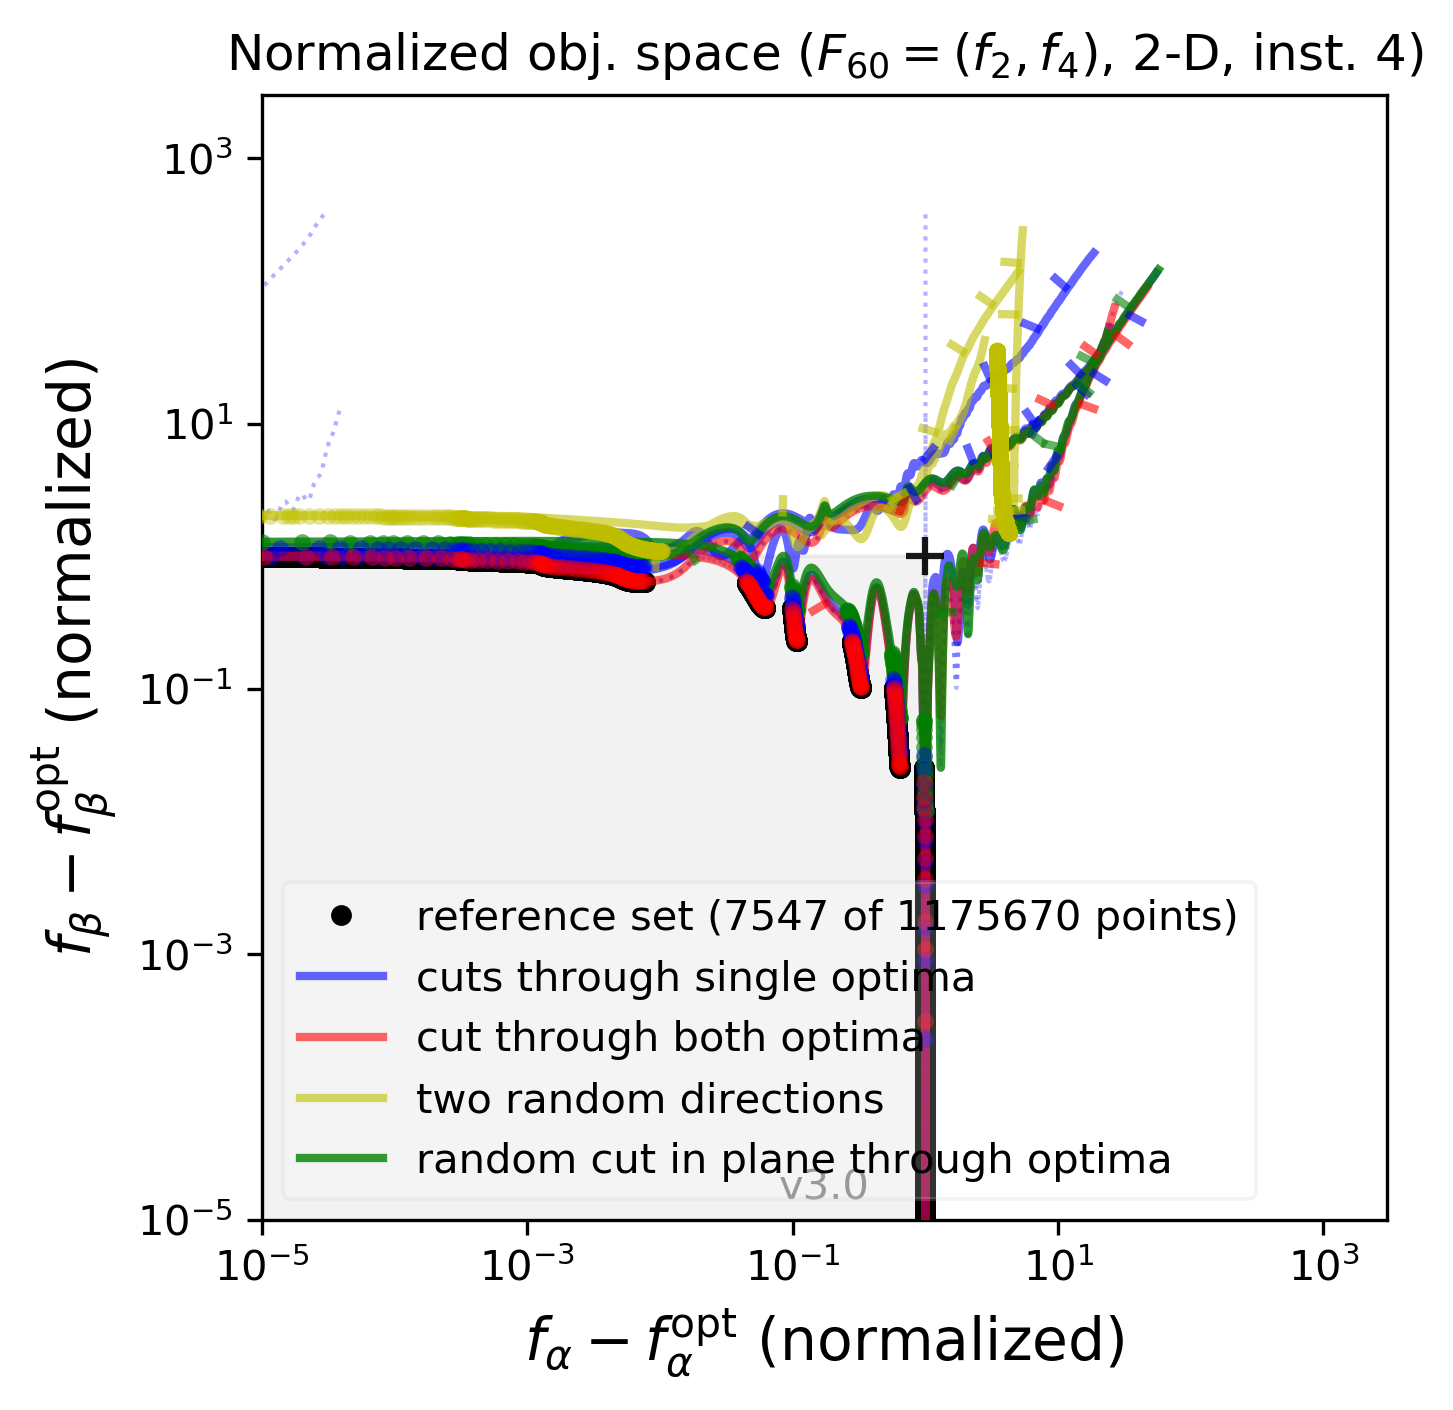 Normalized obj. space (F₆₀ = (f₂, f₄), 2-D, inst. 4)
10³
10¹
10⁻¹
10⁻³
10⁻⁵
f_β − f_β^opt (normalized)
reference set (7547 of 1175670 points)
cuts through single optima
cut through both optima
two random directions
random cut in plane through optima
v3.0
10⁻⁵ 10⁻³ 10⁻¹ 10¹ 10³
f_α − f_α^opt (normalized)